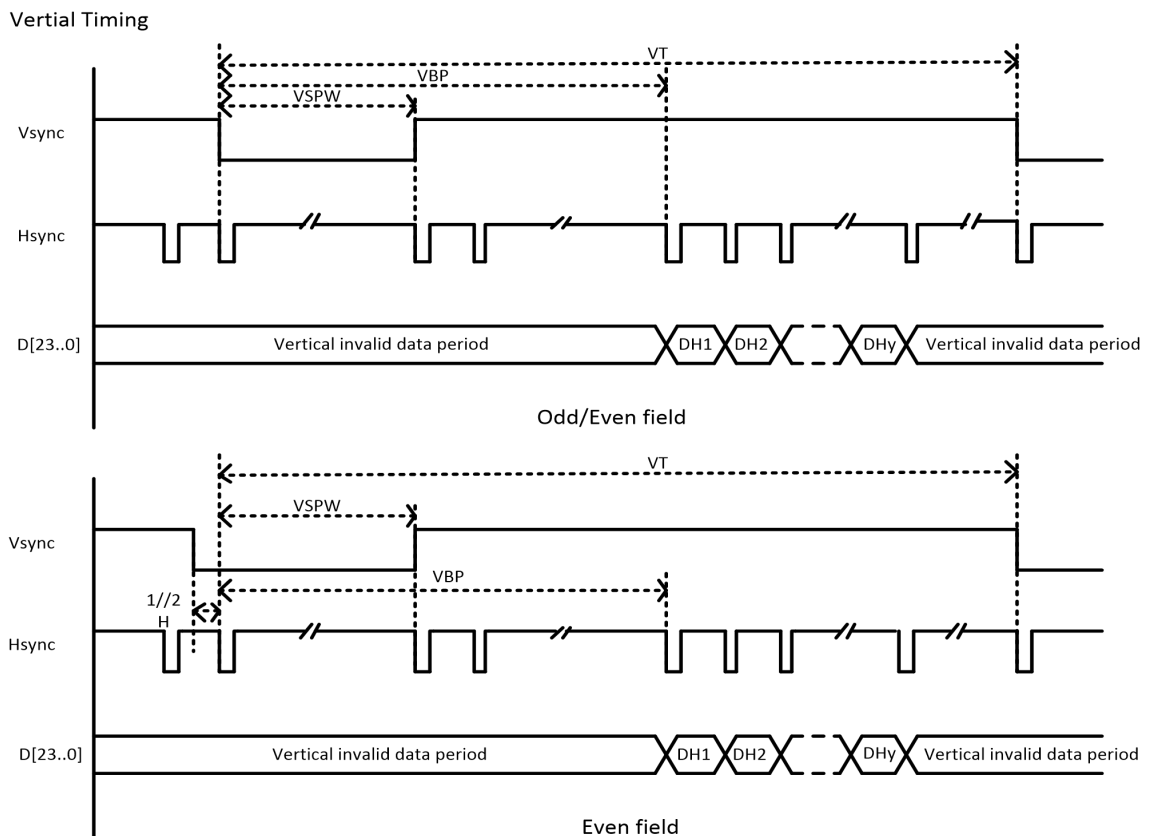 Vertial Timing
VT
VBP
VSPW
Vsync
Hsync
D[23..0]
Vertical invalid data period
DH1
DH2
DHy
Vertical invalid data period
Odd/Even field
VT
VSPW
Vsync
VBP
1//2
H
Hsync
D[23..0]
Vertical invalid data period
DH1
DH2
DHy
Vertical invalid data period
Even field